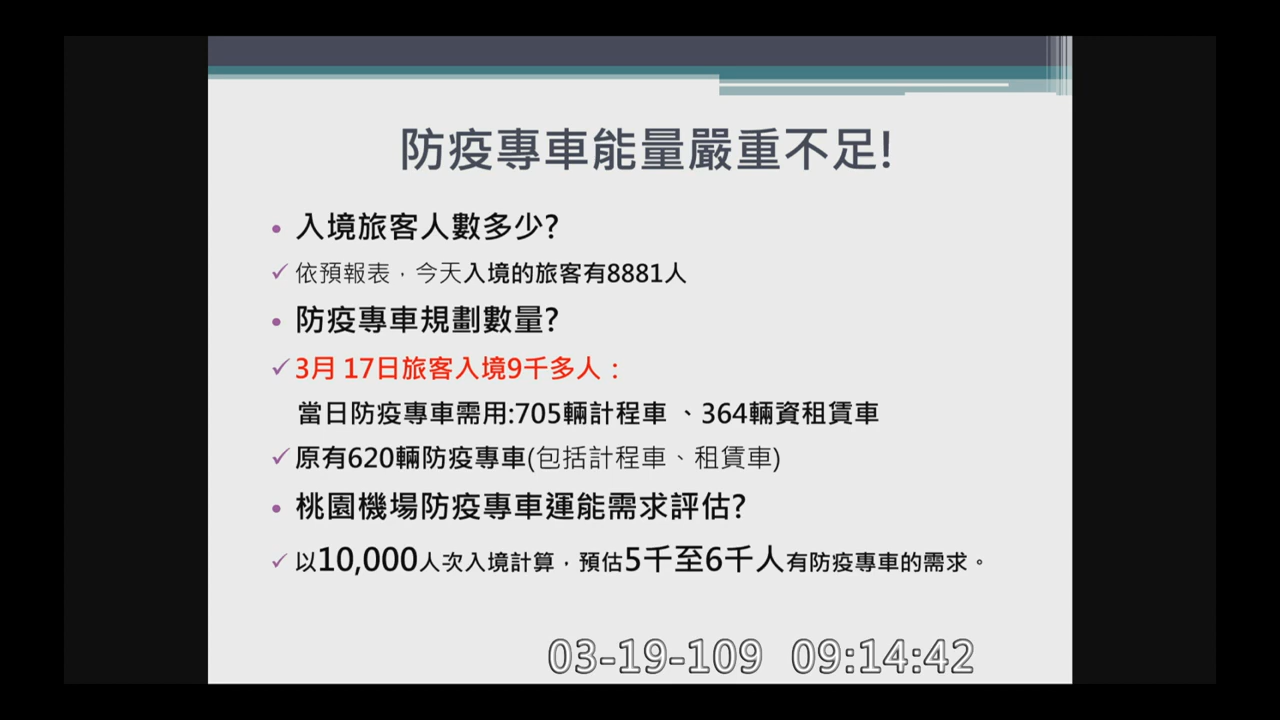 防疫專車能量嚴重不足!
• 入境旅客人數多少?
✓ 依預報表，今天入境的旅客有8881人
• 防疫專車規劃數量?
✓ 3月 17日旅客入境9千多人：
當日防疫專車需用:705輛計程車 、364輛資租賃車
✓ 原有620輛防疫專車(包括計程車、租賃車)
• 桃園機場防疫專車運能需求評估?
✓ 以10,000人次入境計算，預估5千至6千人有防疫專車的需求。
03-19-109 09:14:42